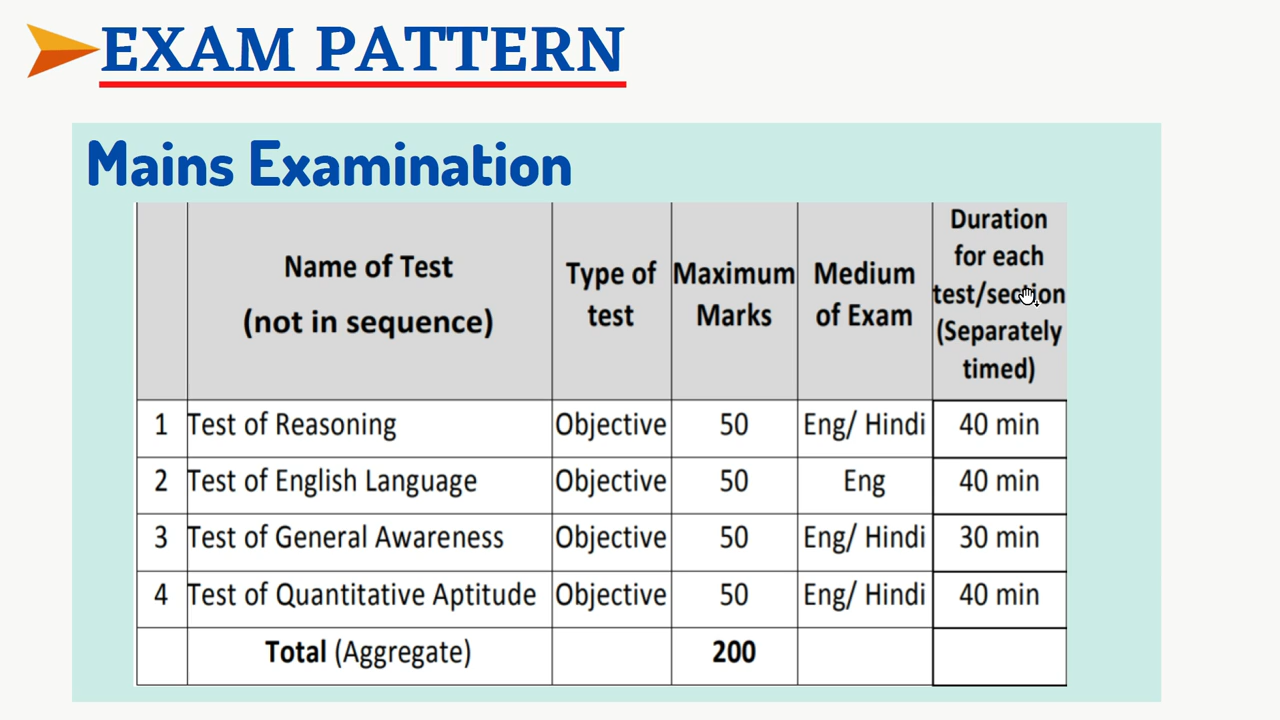 EXAM PATTERN
Mains Examination
Name of Test
(not in sequence)
Type of
test
Maximum
Marks
Medium
of Exam
Duration
for each
test/section
(Separately
timed)
1 Test of Reasoning Objective 50 Eng/ Hindi 40 min
2 Test of English Language Objective 50 Eng 40 min
3 Test of General Awareness Objective 50 Eng/ Hindi 30 min
4 Test of Quantitative Aptitude Objective 50 Eng/ Hindi 40 min
Total (Aggregate) 200